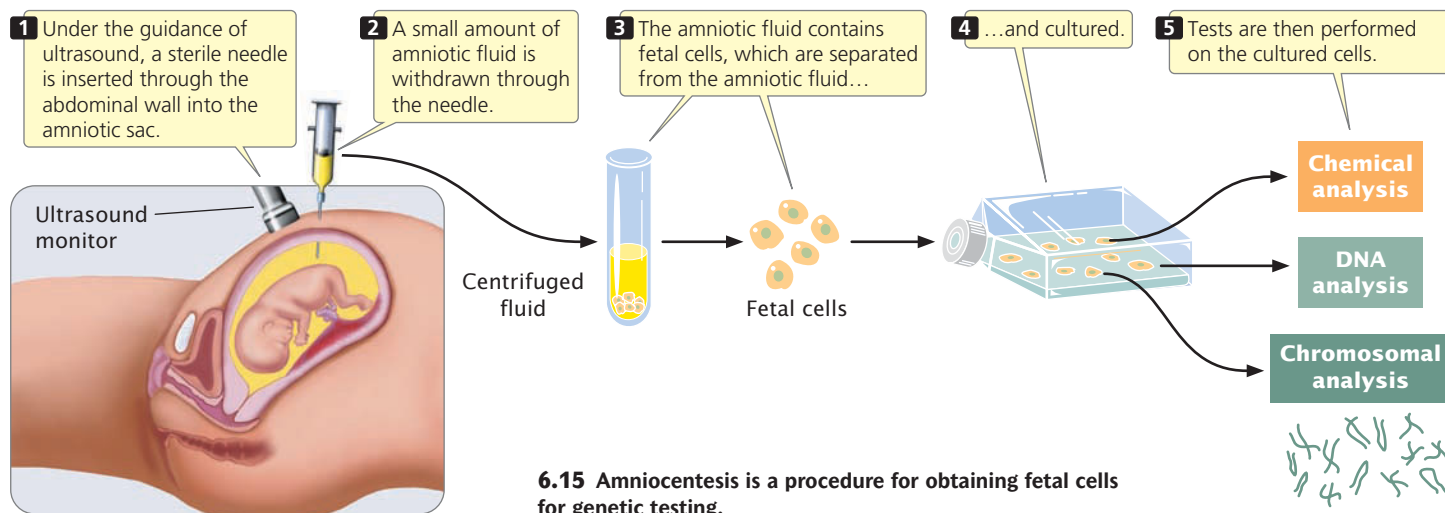 1 Under the guidance of
ultrasound, a sterile needle
is inserted through the
abdominal wall into the
amniotic sac.
2 A small amount of
amniotic fluid is
withdrawn through
the needle.
3 The amniotic fluid contains
fetal cells, which are separated
from the amniotic fluid…
4 …and cultured.
5 Tests are then performed
on the cultured cells.
Ultrasound
monitor
Centrifuged
fluid
Fetal cells
Chemical
analysis
DNA
analysis
Chromosomal
analysis
6.15 Amniocentesis is a procedure for obtaining fetal cells
for genetic testing.